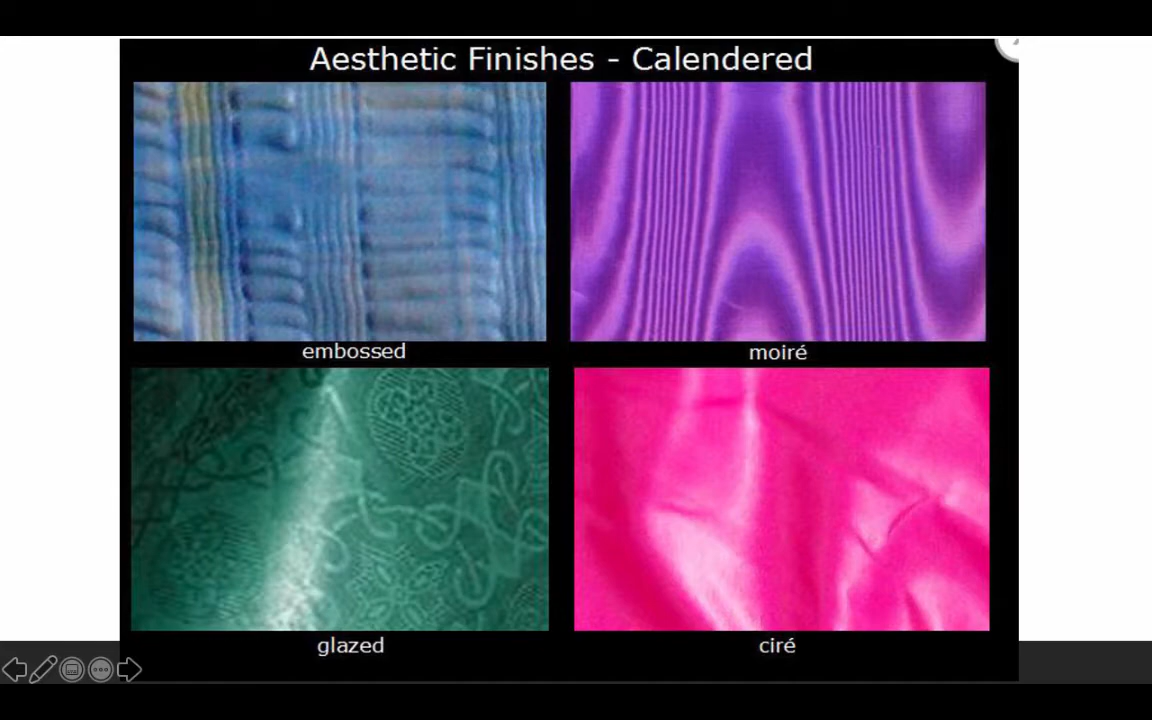 Aesthetic Finishes - Calendered
embossed
moiré
glazed
ciré